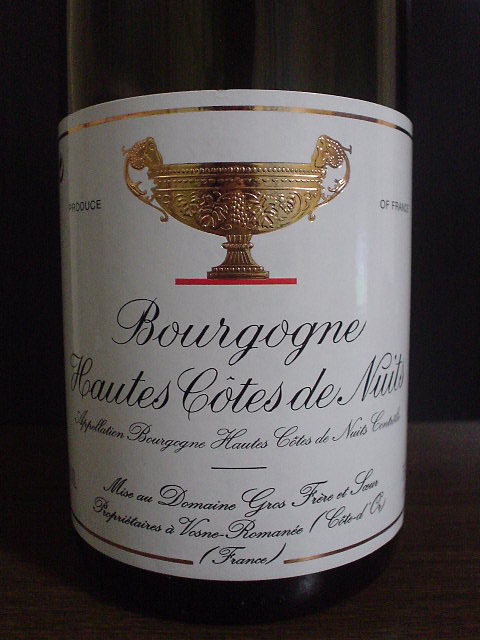 PRODUCE OF FRANCE
Bourgogne
Hautes Côtes de Nuits
Appellation Bourgogne Hautes Côtes de Nuits Contrôlée
Mise au Domaine Gros Frère et Sœur
Propriétaires à Vosne-Romanée (Côte-d'Or)
(France)